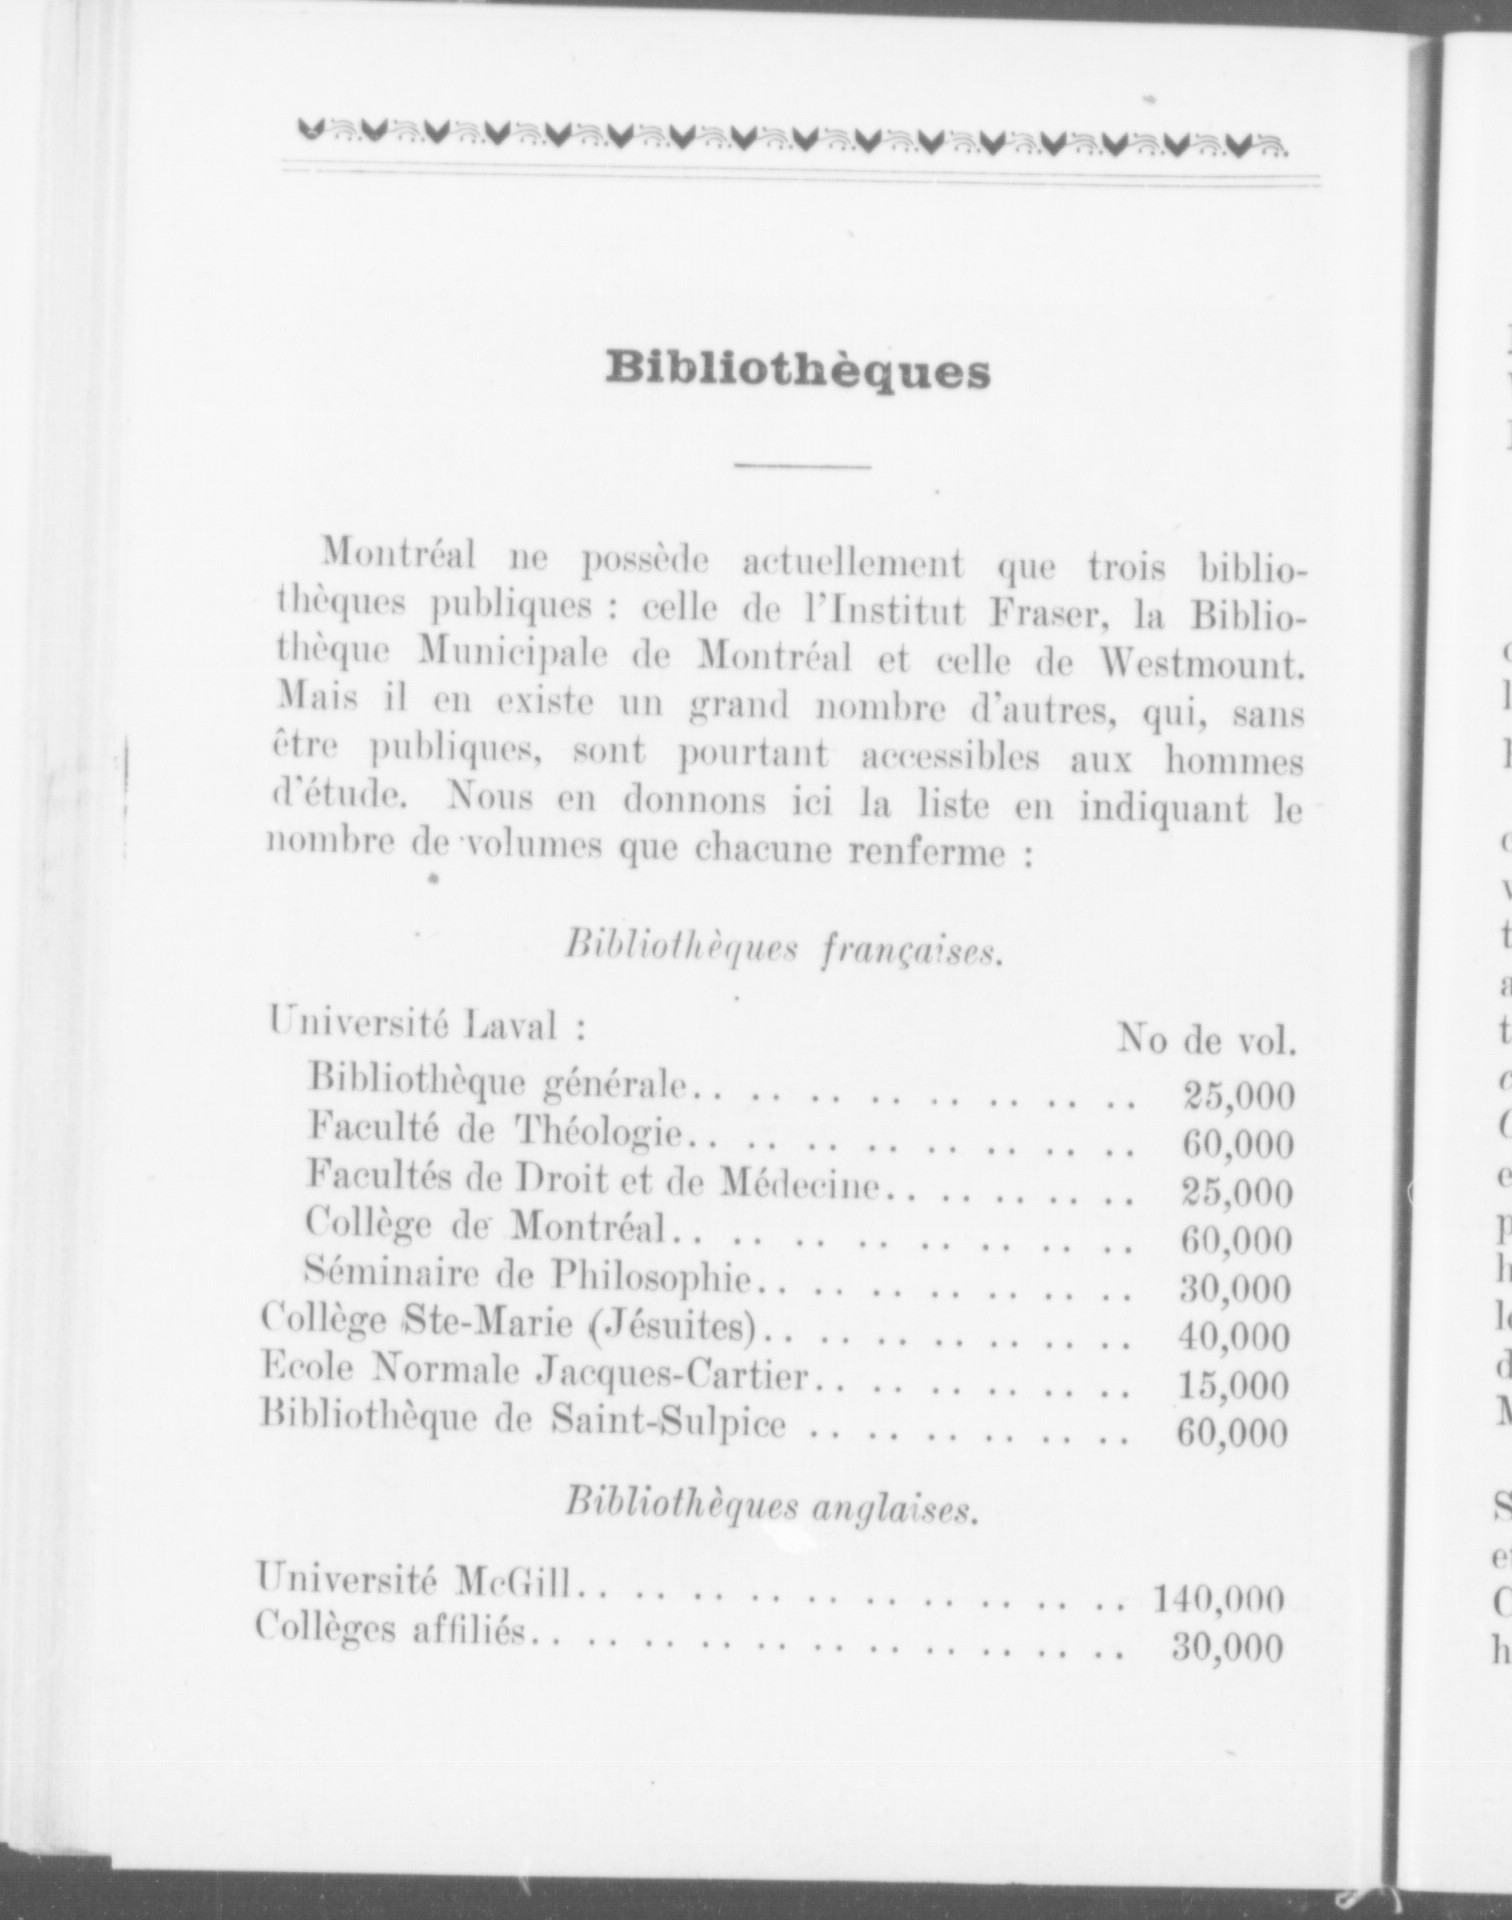 Bibliothèques
Montréal ne possède actuellement que trois biblio-
thèques publiques : celle de l'Institut Fraser, la Biblio-
thèque Municipale de Montréal et celle de Westmount.
Mais il en existe un grand nombre d'autres, qui, sans
être publiques, sont pourtant accessibles aux hommes
d'étude. Nous en donnons ici la liste en indiquant le
nombre de volumes que chacune renferme :
Bibliothèques françaises.
Université Laval : No de vol.
Bibliothèque générale.. .. .. .. .. .. .. .. 25,000
Faculté de Théologie.. .. .. .. .. .. .. .. 60,000
Facultés de Droit et de Médecine.. .. .. .. .. 25,000
Collège de Montréal.. .. .. .. .. .. .. .. 60,000
Séminaire de Philosophie.. .. .. .. .. .. .. 30,000
Collège Ste-Marie (Jésuites).. .. .. .. .. .. .. 40,000
Ecole Normale Jacques-Cartier.. .. .. .. .. .. 15,000
Bibliothèque de Saint-Sulpice .. .. .. .. .. .. 60,000
Bibliothèques anglaises.
Université McGill.. .. .. .. .. .. .. .. .. .. 140,000
Collèges affiliés.. .. .. .. .. .. .. .. .. .. .. 30,000